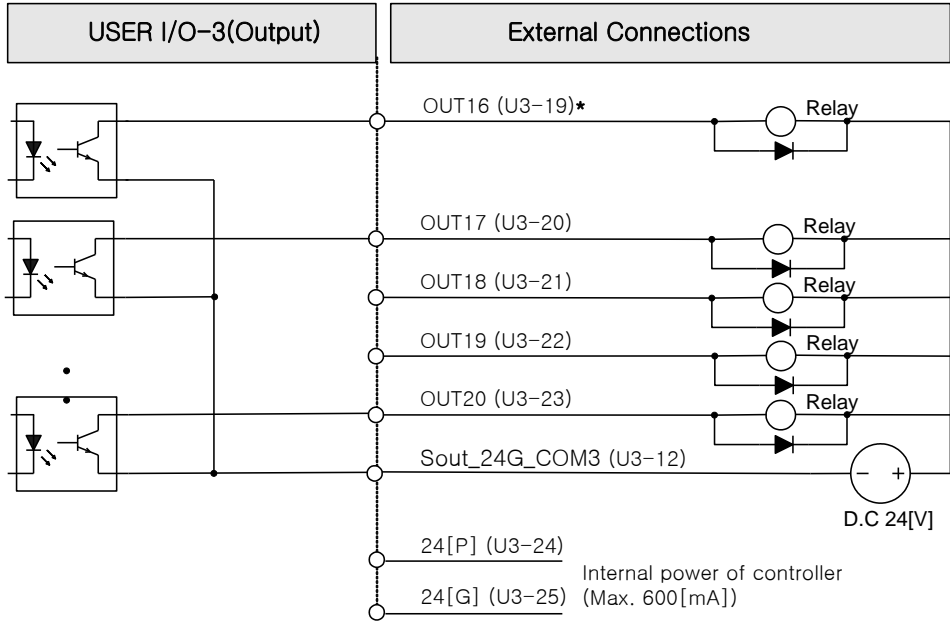 USER I/O-3(Output)
External Connections
OUT16 (U3-19)*
Relay
OUT17 (U3-20)
Relay
OUT18 (U3-21)
Relay
OUT19 (U3-22)
Relay
OUT20 (U3-23)
Relay
Sout_24G_COM3 (U3-12)
- +
D.C 24[V]
24[P] (U3-24)
24[G] (U3-25)
Internal power of controller
(Max. 600[mA])